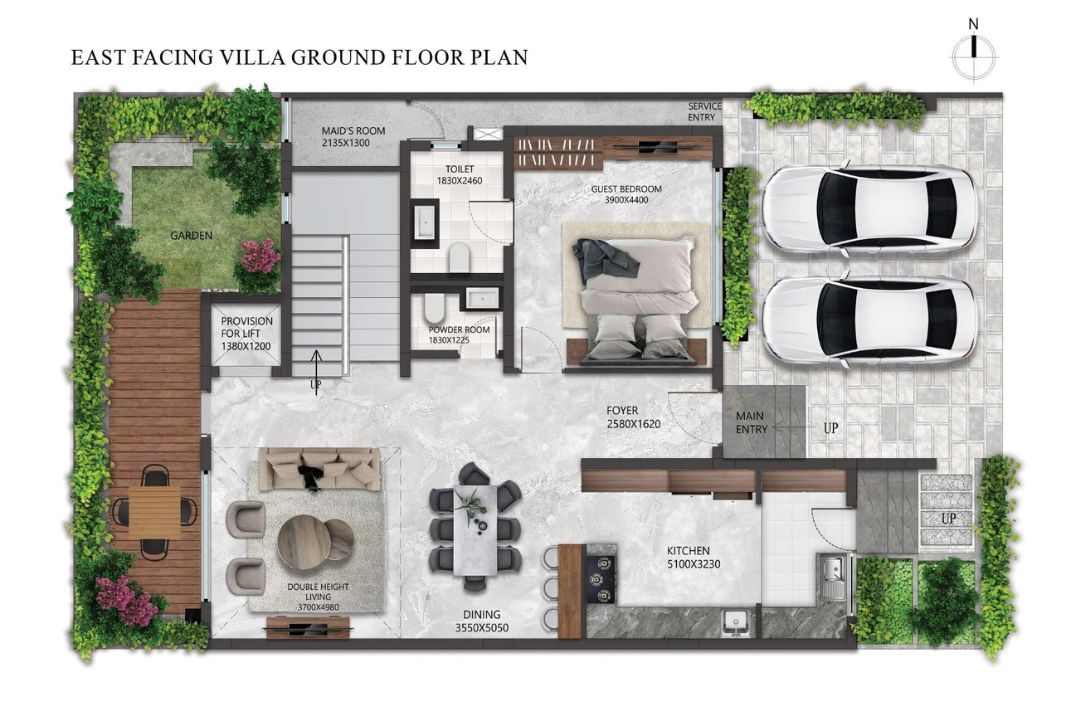 N
EAST FACING VILLA GROUND FLOOR PLAN
SERVICE
ENTRY
MAID'S ROOM
2135X1300
TOILET
1830X2460
GUEST BEDROOM
3900X4400
GARDEN
PROVISION
FOR LIFT
1380X1200
POWDER ROOM
1830X1225
UP
FOYER
2580X1620
MAIN
ENTRY
UP
UP
KITCHEN
5100X3230
DOUBLE HEIGHT
LIVING
3700X4980
DINING
3550X5050